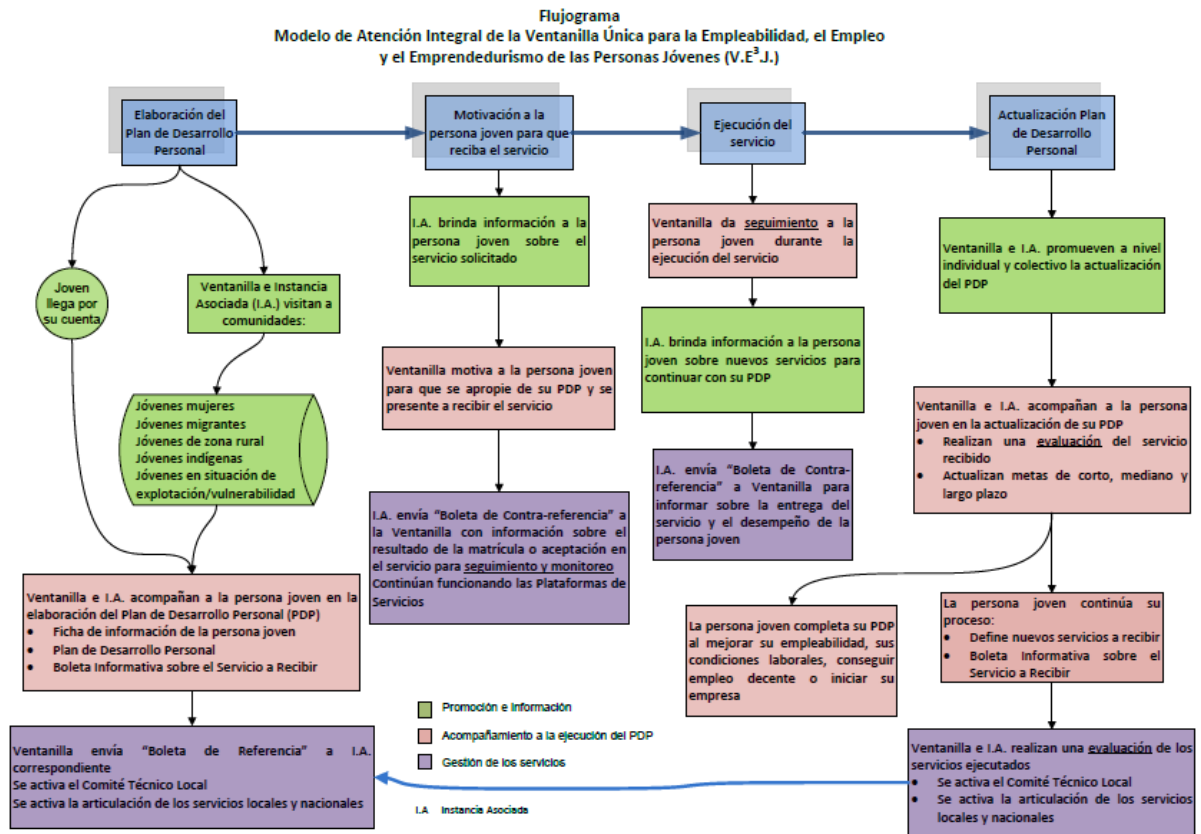 Flujograma
Modelo de Atención Integral de la Ventanilla Única para la Empleabilidad, el Empleo
y el Emprendedurismo de las Personas Jóvenes (V.E³.J.)
Elaboración del
Plan de Desarrollo
Personal
Motivación a la
persona joven para que
reciba el servicio
Ejecución del
servicio
Actualización Plan
de Desarrollo
Personal
Joven
llega por
su cuenta
Ventanilla e Instancia
Asociada (I.A.) visitan a
comunidades:
Jóvenes mujeres
Jóvenes migrantes
Jóvenes de zona rural
Jóvenes indígenas
Jóvenes en situación de
explotación/vulnerabilidad
Ventanilla e I.A. acompañan a la persona joven en la
elaboración del Plan de Desarrollo Personal (PDP)
• Ficha de información de la persona joven
• Plan de Desarrollo Personal
• Boleta Informativa sobre el Servicio a Recibir
Ventanilla envía “Boleta de Referencia” a I.A.
correspondiente
Se activa el Comité Técnico Local
Se activa la articulación de los servicios locales y nacionales
I.A. brinda información a la
persona joven sobre el
servicio solicitado
Ventanilla motiva a la persona joven
para que se apropie de su PDP y se
presente a recibir el servicio
I.A. envía “Boleta de Contra-referencia” a
la Ventanilla con información sobre el
resultado de la matrícula o aceptación en
el servicio para seguimiento y monitoreo
Continúan funcionando las Plataformas de
Servicios
Ventanilla da seguimiento a la
persona joven durante la
ejecución del servicio
I.A. brinda información a la persona
joven sobre nuevos servicios para
continuar con su PDP
I.A. envía “Boleta de Contra-
referencia” a Ventanilla para
informar sobre la entrega del
servicio y el desempeño de la
persona joven
Ventanilla e I.A. promueven a nivel
individual y colectivo la actualización
del PDP
Ventanilla e I.A. acompañan a la persona
joven en la actualización de su PDP
• Realizan una evaluación del servicio
recibido
• Actualizan metas de corto, mediano y
largo plazo
La persona joven completa su PDP
al mejorar su empleabilidad, sus
condiciones laborales, conseguir
empleo decente o iniciar su
empresa
La persona joven continúa su
proceso:
• Define nuevos servicios a recibir
• Boleta Informativa sobre el
Servicio a Recibir
Ventanilla e I.A. realizan una evaluación de los
servicios ejecutados
• Se activa el Comité Técnico Local
• Se activa la articulación de los servicios
locales y nacionales
Promoción e Información
Acompañamiento a la ejecución del PDP
Gestión de los servicios
I.A Instancia Asociada